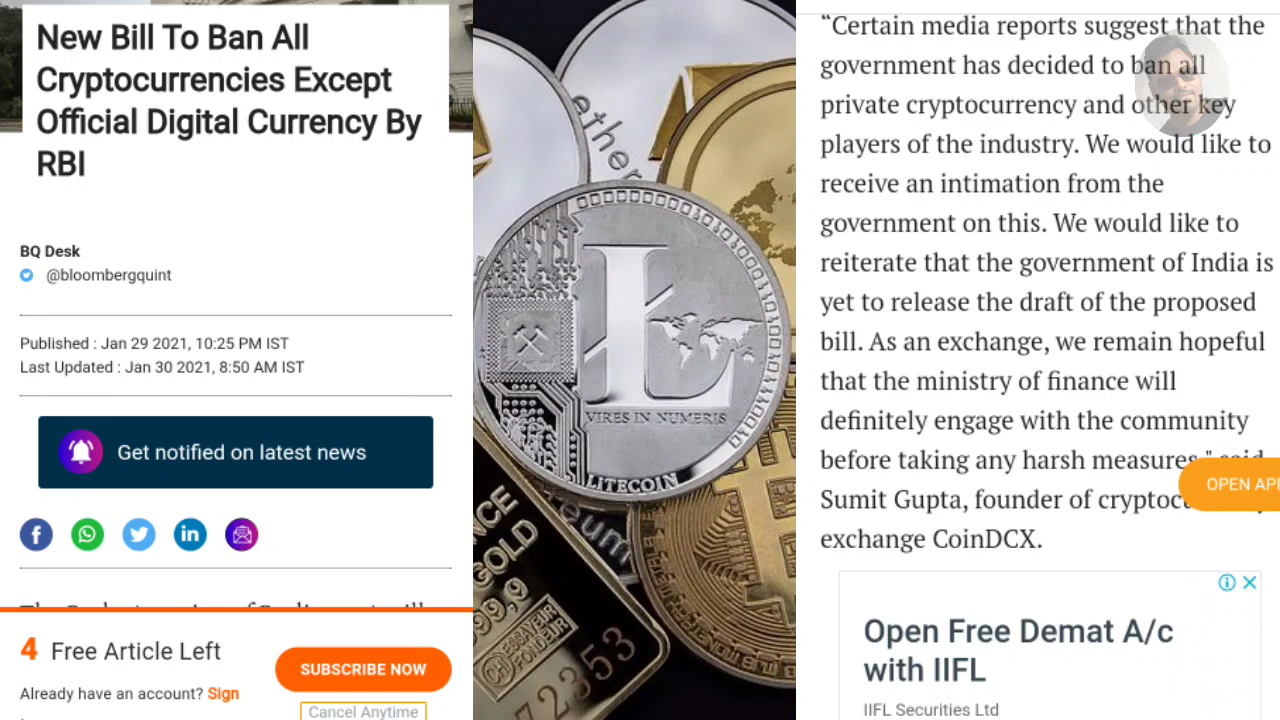 New Bill To Ban All
Cryptocurrencies Except
Official Digital Currency By
RBI
BQ Desk
@bloombergquint
Published : Jan 29 2021, 10:25 PM IST
Last Updated : Jan 30 2021, 8:50 AM IST
Get notified on latest news
4 Free Article Left
SUBSCRIBE NOW
Already have an account? Sign
Cancel Anytime
ether
VIRES IN NUMERIS
LITECOIN
GOLD
999,9
ESSAYEUR
FONDEUR
72353
“Certain media reports suggest that the
government has decided to ban all
private cryptocurrency and other key
players of the industry. We would like to
receive an intimation from the
government on this. We would like to
reiterate that the government of India is
yet to release the draft of the proposed
bill. As an exchange, we remain hopeful
that the ministry of finance will
definitely engage with the community
before taking any harsh measures," said
Sumit Gupta, founder of
exchange CoinDCX.
OPEN
Open Free Demat A/c
with IIFL
IIFL Securities Ltd